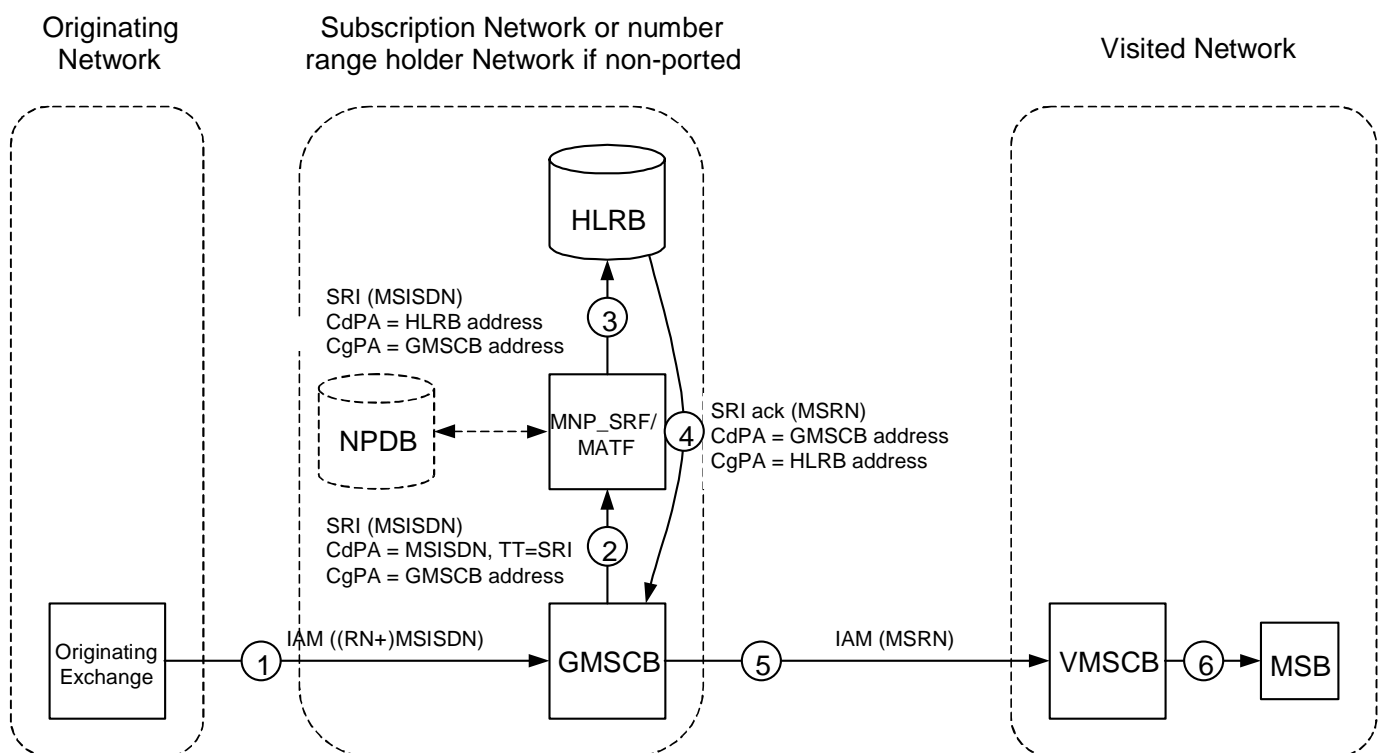 Originating
Network
Subscription Network or number
range holder Network if non-ported
Visited Network
HLRB
SRI (MSISDN)
CdPA = HLRB address
CgPA = GMSCB address
3
NPDB
MNP_SRF/
MATF
4
SRI ack (MSRN)
CdPA = GMSCB address
CgPA = HLRB address
SRI (MSISDN)
CdPA = MSISDN, TT=SRI
CgPA = GMSCB address
2
Originating
Exchange
1
IAM ((RN+)MSISDN)
GMSCB
5
IAM (MSRN)
VMSCB
6
MSB